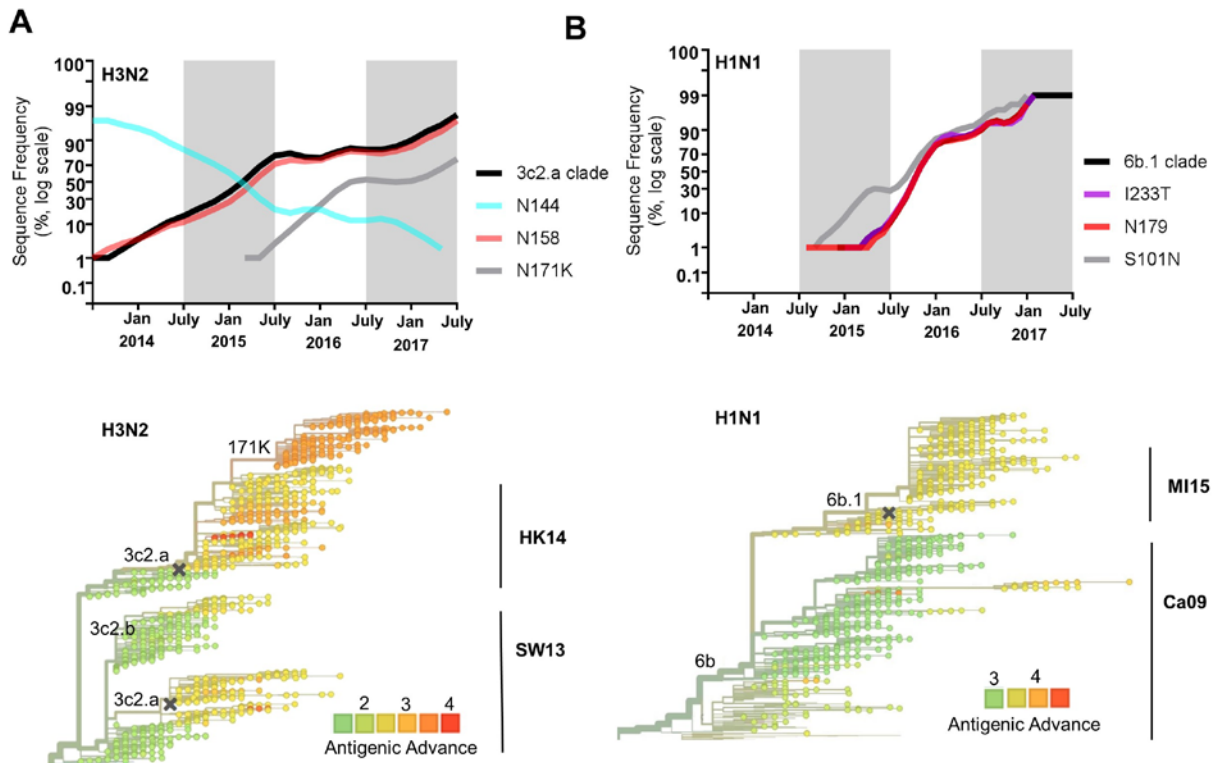 A
H3N2
Sequence Frequency
(%, log scale)
100
99
90
70
50
30
10
1
0.1
Jan July Jan July Jan July Jan July
2014 2015 2016 2017
3c2.a clade
N144
N158
N171K
B
H1N1
Sequence Frequency
(%, log scale)
100
99
90
70
50
30
10
1
0.1
Jan July Jan July Jan July Jan July
2014 2015 2016 2017
6b.1 clade
I233T
N179
S101N
H3N2
171K
3c2.a
3c2.b
3c2.a
HK14
SW13
2 3 4
Antigenic Advance
H1N1
6b.1
6b
MI15
Ca09
3 4
Antigenic Advance